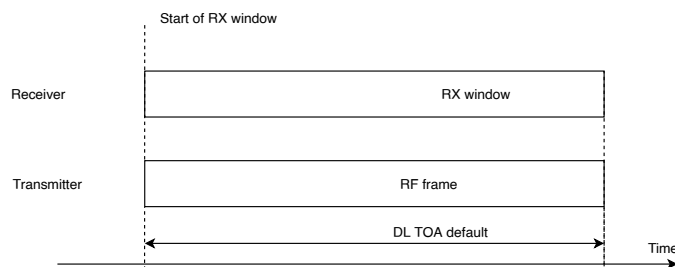 Start of RX window
Receiver
RX window
Transmitter
RF frame
DL TOA default
Time